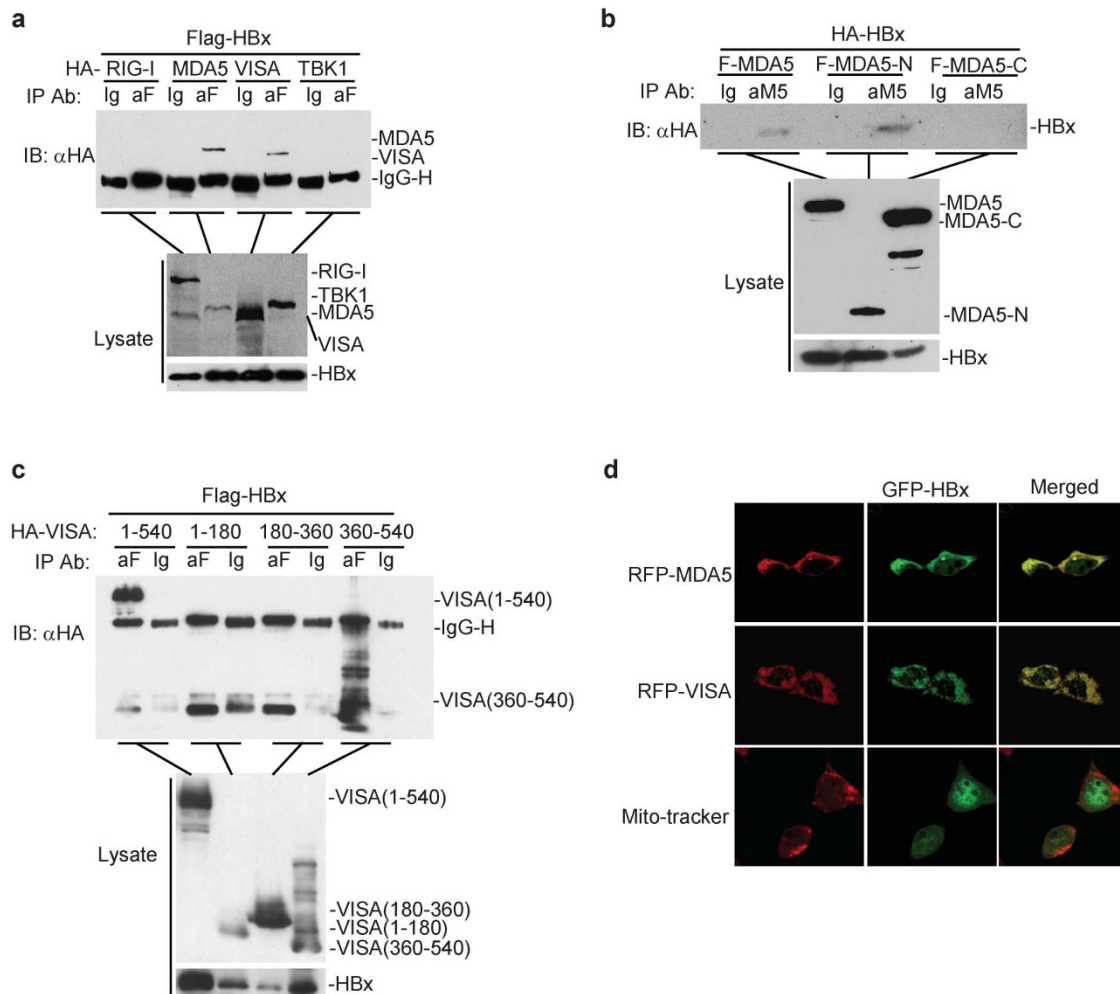 a
Flag-HBx
HA- RIG-I MDA5 VISA TBK1
IP Ab: Ig aF Ig aF Ig aF Ig aF
IB: αHA
-MDA5
-VISA
-IgG-H
Lysate
-RIG-I
-TBK1
-MDA5
VISA
-HBx
b
HA-HBx
F-MDA5 F-MDA5-N F-MDA5-C
IP Ab: Ig aM5 Ig aM5 Ig aM5
IB: αHA
-HBx
Lysate
-MDA5
-MDA5-C
-MDA5-N
-HBx
c
Flag-HBx
HA-VISA: 1-540 1-180 180-360 360-540
IP Ab: aF Ig aF Ig aF Ig aF Ig
IB: αHA
-VISA(1-540)
-IgG-H
-VISA(360-540)
Lysate
-VISA(1-540)
-VISA(180-360)
-VISA(1-180)
-VISA(360-540)
-HBx
d
GFP-HBx Merged
RFP-MDA5
RFP-VISA
Mito-tracker